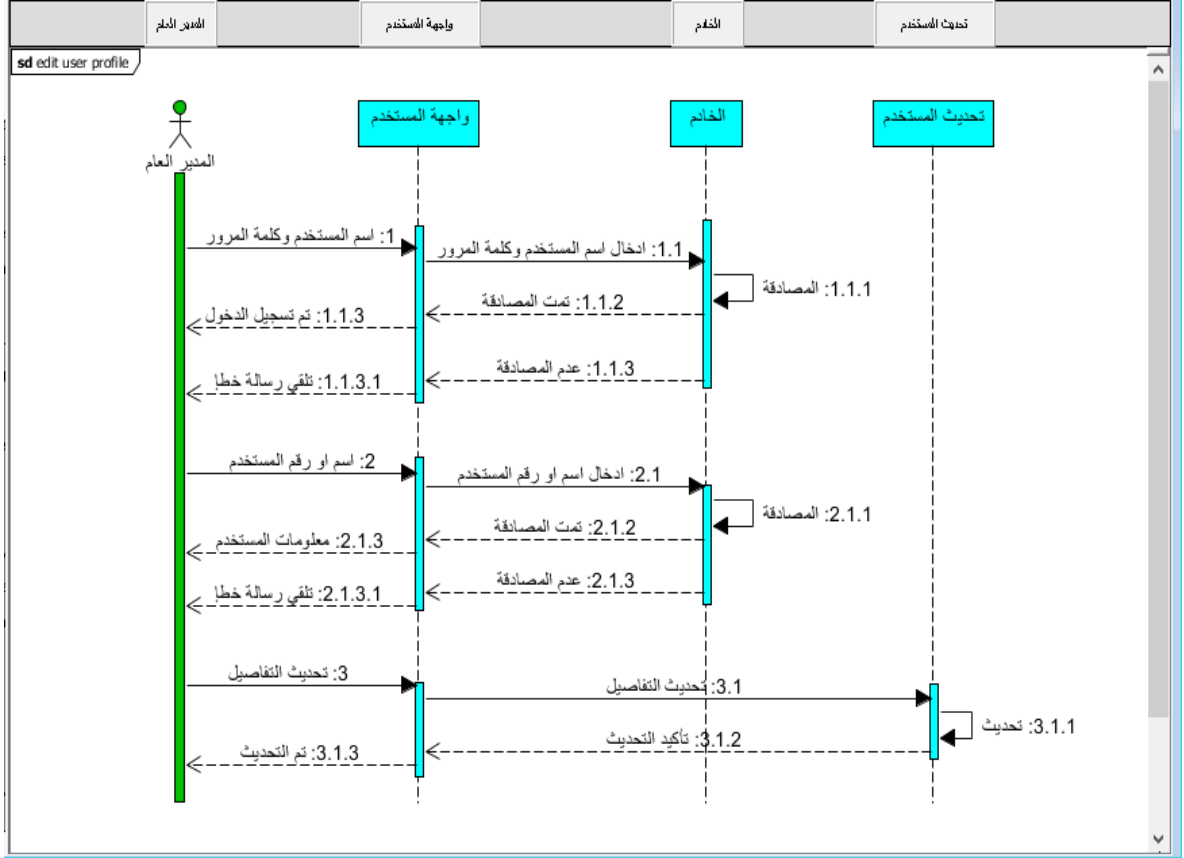 المدير العام
واجهة المستخدم
الخادم
تحديث المستخدم
sd edit user profile
واجهة المستخدم
الخادم
تحديث المستخدم
المدير العام
1: اسم المستخدم وكلمة المرور
1.1: ادخال اسم المستخدم وكلمة المرور
1.1.1: المصادقة
1.1.2: تمت المصادقة
1.1.3: تم تسجيل الدخول
1.1.3: عدم المصادقة
1.1.3.1: تلقي رسالة خطا
2: اسم او رقم المستخدم
2.1: ادخال اسم او رقم المستخدم
2.1.1: المصادقة
2.1.2: تمت المصادقة
2.1.3: معلومات المستخدم
2.1.3: عدم المصادقة
2.1.3.1: تلقي رسالة خطا
3: تحديث التفاصيل
3.1: تحديث التفاصيل
3.1.1: تحديث
3.1.2: تأكيد التحديث
3.1.3: تم التحديث